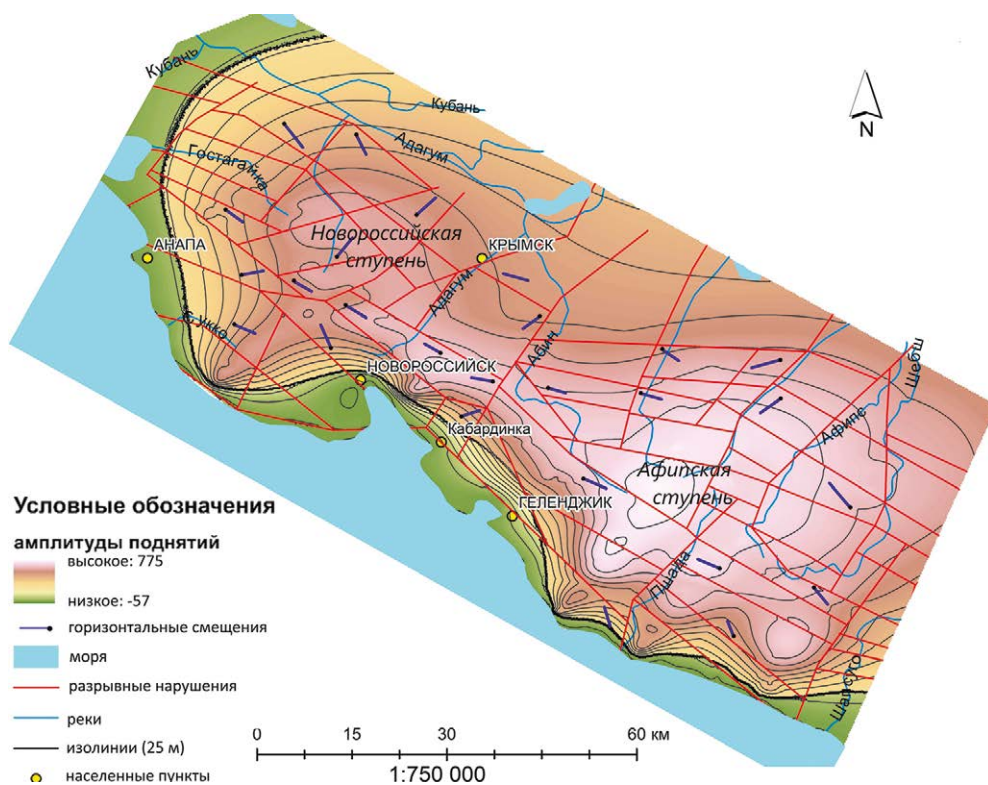 Кубань
Кубань
N
Адагум
Гостагайка
Новороссийская
ступень
АНАПА
КРЫМСК
Адагум
Сукко
Абин
Шебш
НОВОРОССИЙСК
Кабардинка
Афипс
Афипская
ступень
ГЕЛЕНДЖИК
Пшада
Шапсухо
Условные обозначения
амплитуды поднятий
высокое: 775
низкое: -57
горизонтальные смещения
моря
разрывные нарушения
реки
изолинии (25 м)
населенные пункты
0 15 30 60 км
1:750 000